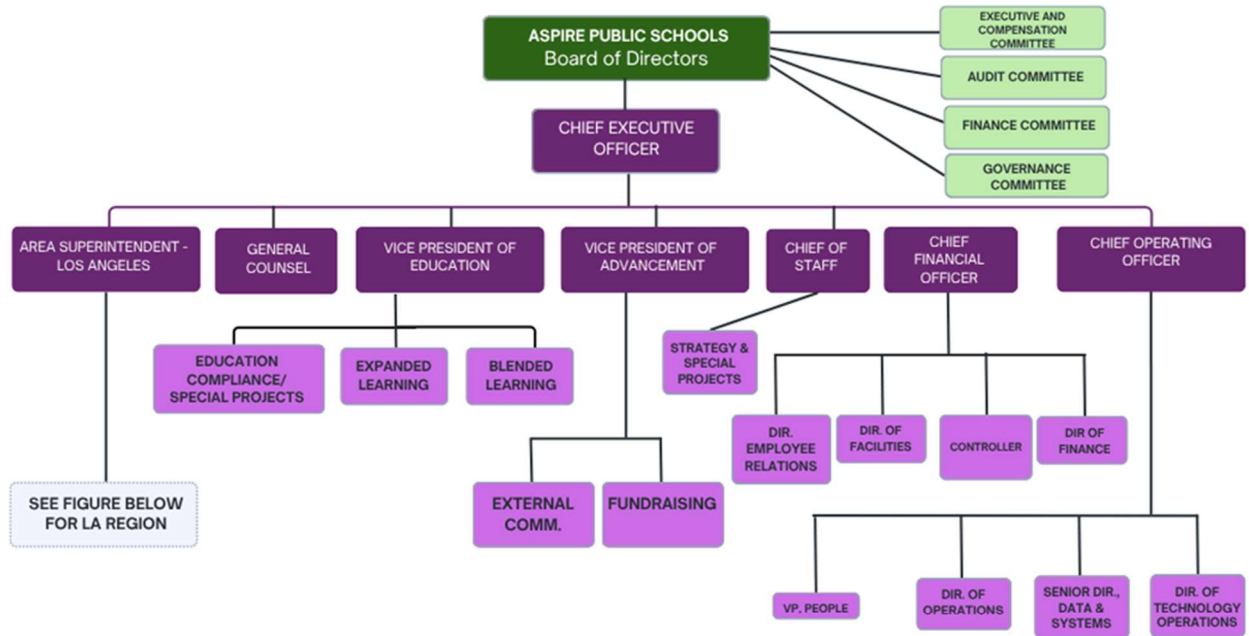 ASPIRE PUBLIC SCHOOLS
Board of Directors
EXECUTIVE AND
COMPENSATION
COMMITTEE
AUDIT COMMITTEE
FINANCE COMMITTEE
GOVERNANCE
COMMITTEE
CHIEF EXECUTIVE
OFFICER
AREA SUPERINTENDENT -
LOS ANGELES
GENERAL
COUNSEL
VICE PRESIDENT OF
EDUCATION
VICE PRESIDENT OF
ADVANCEMENT
CHIEF OF
STAFF
CHIEF
FINANCIAL
OFFICER
CHIEF OPERATING
OFFICER
EDUCATION
COMPLIANCE/
SPECIAL PROJECTS
EXPANDED
LEARNING
BLENDED
LEARNING
STRATEGY &
SPECIAL
PROJECTS
DIR.
EMPLOYEE
RELATIONS
DIR. OF
FACILITIES
CONTROLLER
DIR OF
FINANCE
SEE FIGURE BELOW
FOR LA REGION
EXTERNAL
COMM.
FUNDRAISING
VP, PEOPLE
DIR. OF
OPERATIONS
SENIOR DIR.,
DATA &
SYSTEMS
DIR. OF
TECHNOLOGY
OPERATIONS